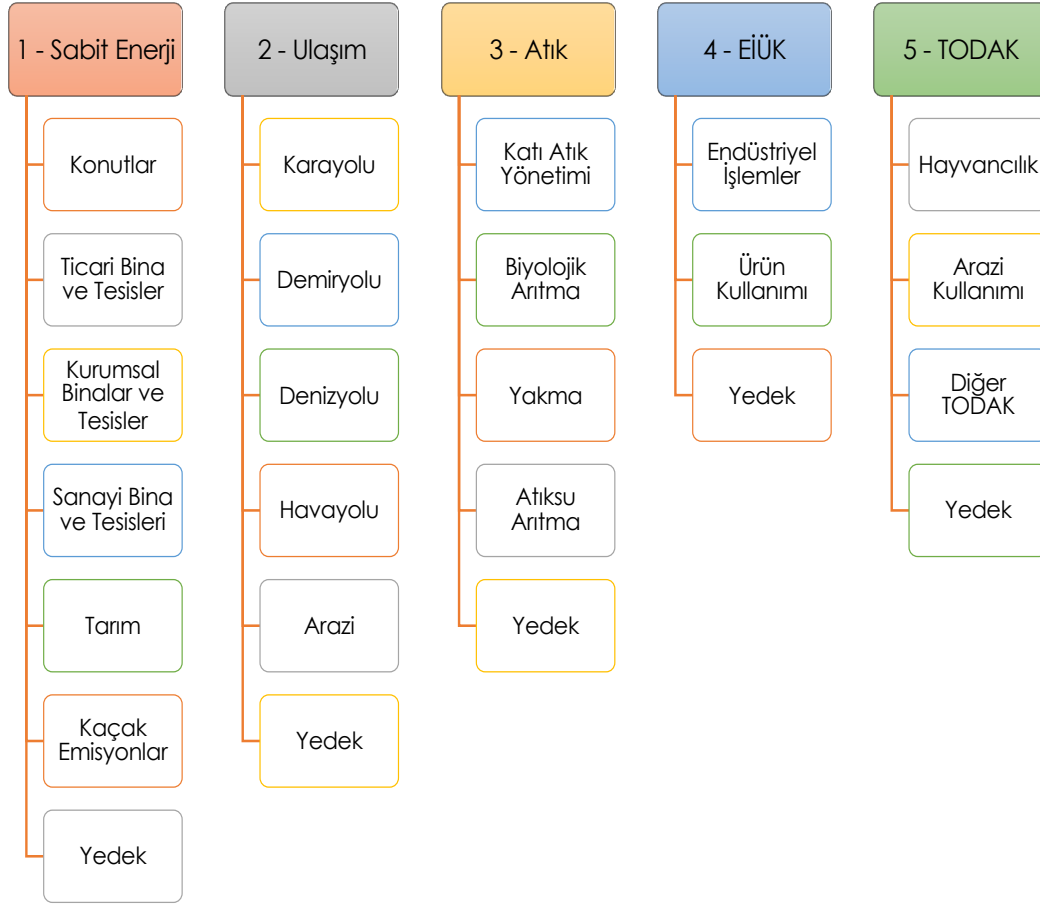 1 - Sabit Enerji
Konutlar
Ticari Bina
ve Tesisler
Kurumsal
Binalar ve
Tesisler
Sanayi Bina
ve Tesisleri
Tarım
Kaçak
Emisyonlar
Yedek
2 - Ulaşım
Karayolu
Demiryolu
Denizyolu
Havayolu
Arazi
Yedek
3 - Atık
Katı Atık
Yönetimi
Biyolojik
Arıtma
Yakma
Atıksu
Arıtma
Yedek
4 - EİÜK
Endüstriyel
İşlemler
Ürün
Kullanımı
Yedek
5 - TODAK
Hayvancılık
Arazi
Kullanımı
Diğer
TODAK
Yedek